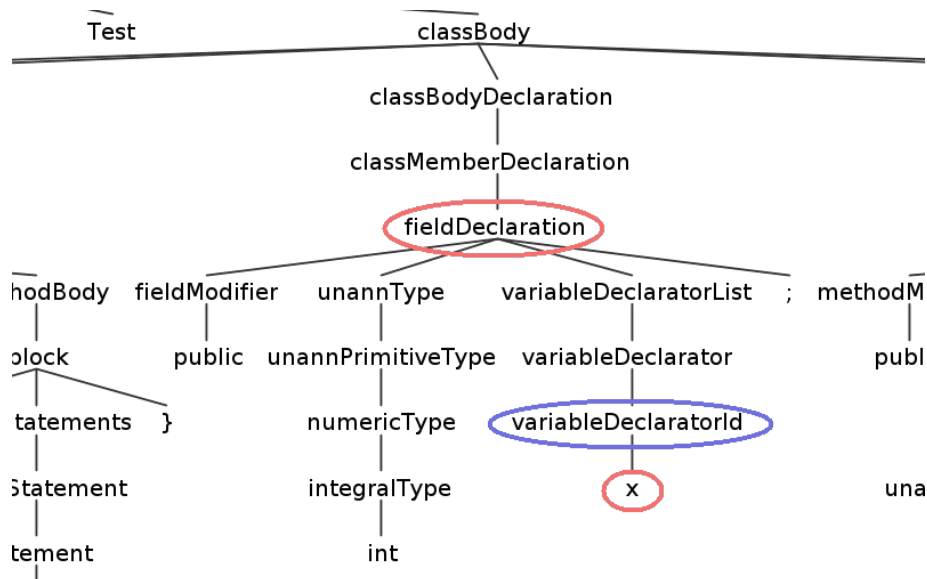 Test classBody
classBodyDeclaration
classMemberDeclaration
fieldDeclaration
hodBody fieldModifier unannType variableDeclaratorList ; methodM
block public unannPrimitiveType variableDeclarator publ
tatements } numericType variableDeclaratorId
Statement integralType x una
tement int